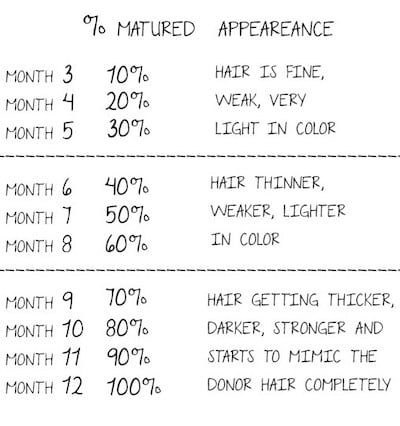 % MATURED APPEAREANCE
MONTH 3 10% HAIR IS FINE,
MONTH 4 20% WEAK, VERY
MONTH 5 30% LIGHT IN COLOR
MONTH 6 40% HAIR THINNER,
MONTH 7 50% WEAKER, LIGHTER
MONTH 8 60% IN COLOR
MONTH 9 70% HAIR GETTING THICKER,
MONTH 10 80% DARKER, STRONGER AND
MONTH 11 90% STARTS TO MIMIC THE
MONTH 12 100% DONOR HAIR COMPLETELY